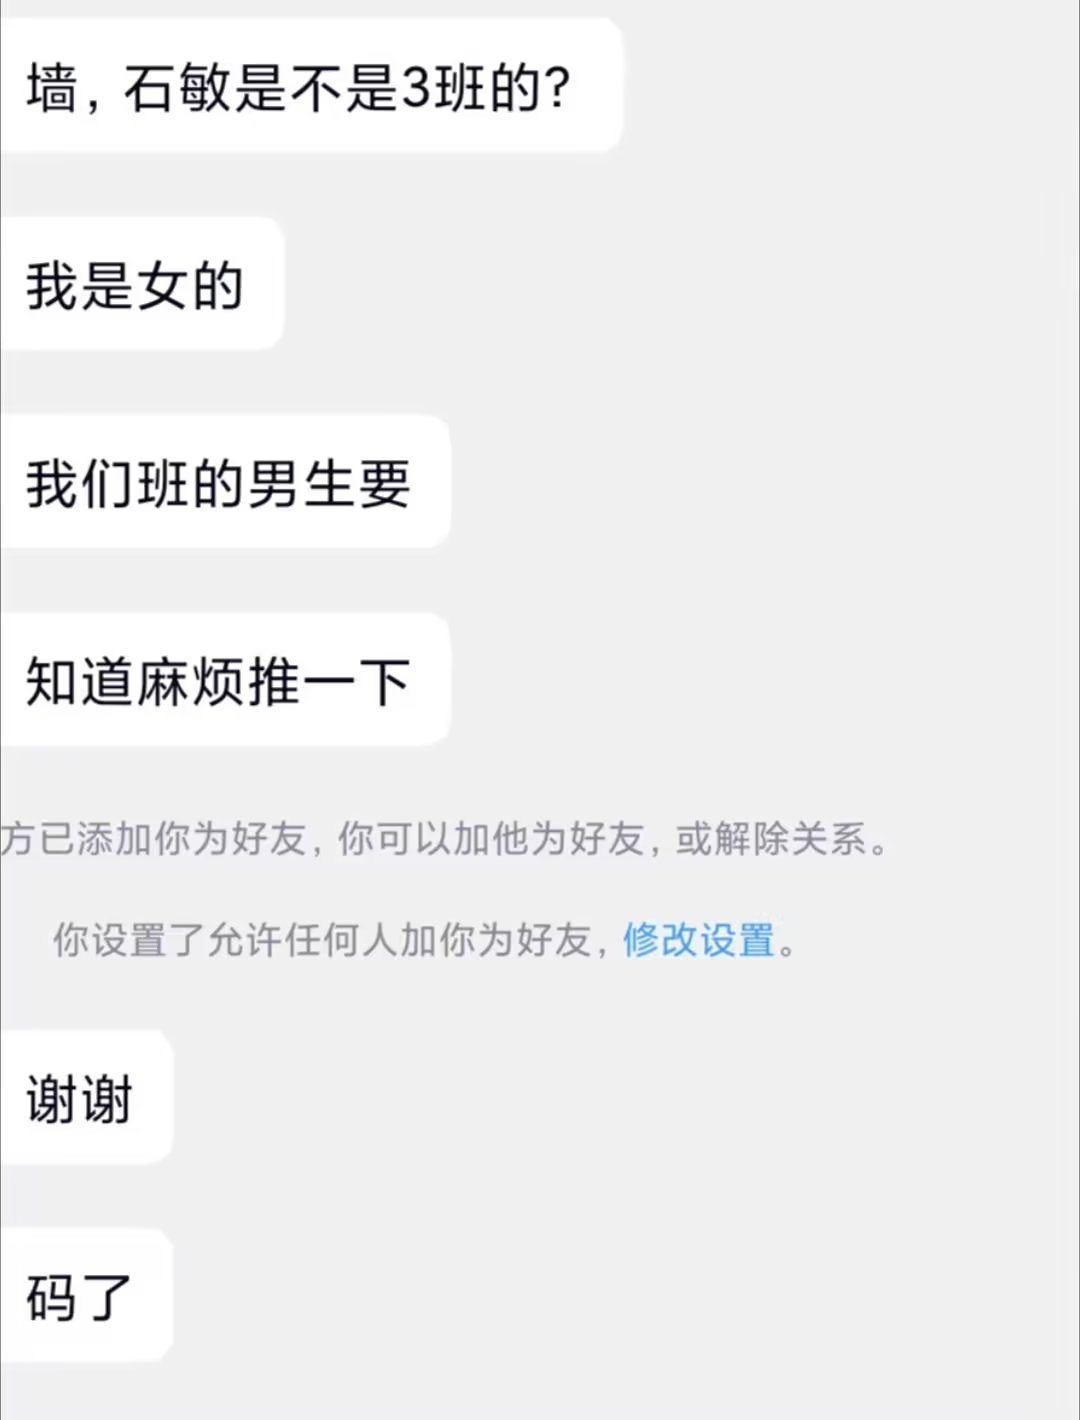 墙，石敏是不是3班的？
我是女的
我们班的男生要
知道麻烦推一下
方已添加你为好友，你可以加他为好友，或解除关系。
你设置了允许任何人加你为好友，修改设置。
谢谢
码了